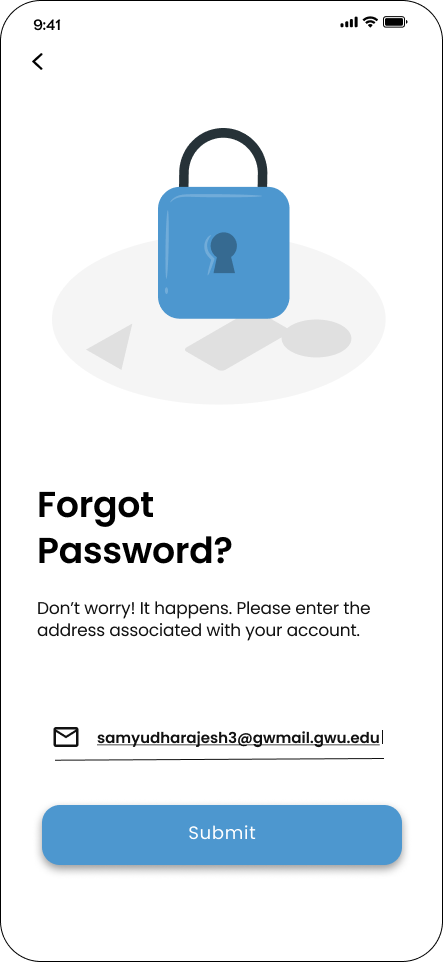 9:41
Forgot
Password?
Don’t worry! It happens. Please enter the
address associated with your account.
samyudharajesh3@gwmail.gwu.edu
Submit